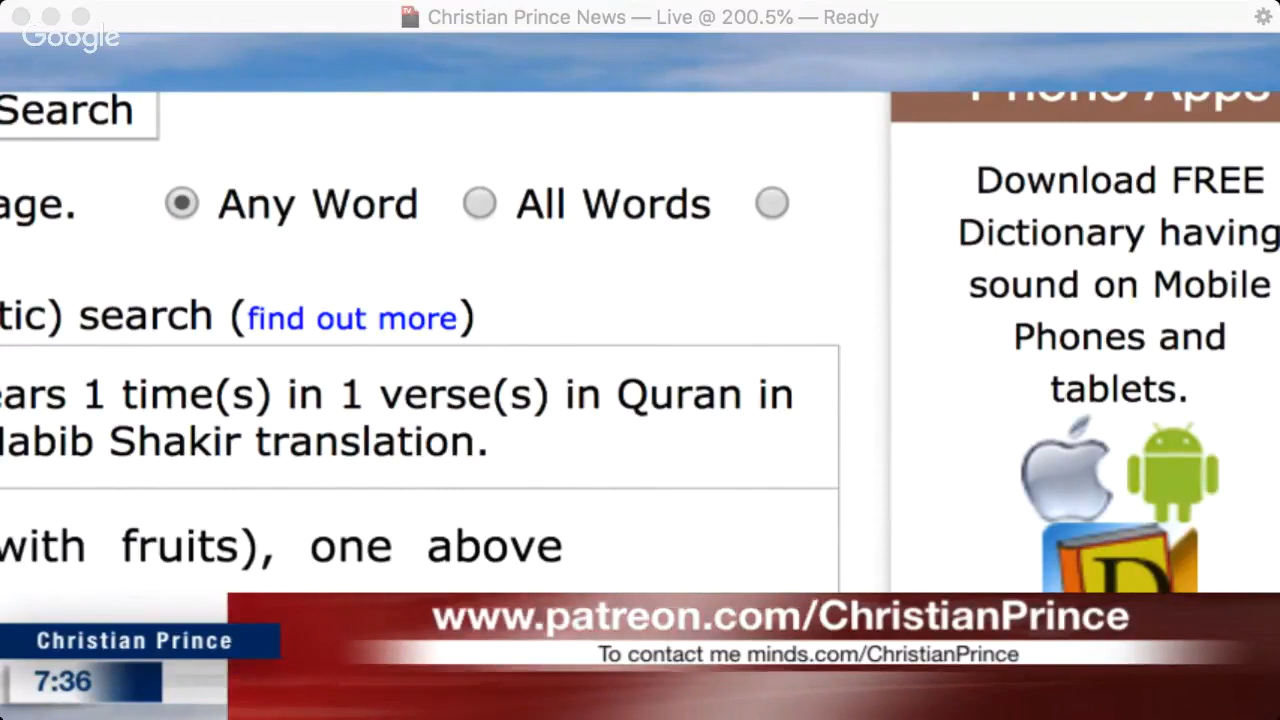 Christian Prince News — Live @ 200.5% — Ready
Google
Search
Phone Apps
age. Any Word All Words
Download FREE
Dictionary having
sound on Mobile
Phones and
tablets.
tic) search (find out more)
ears 1 time(s) in 1 verse(s) in Quran in
Habib Shakir translation.
with fruits), one above
D
www.patreon.com/ChristianPrince
To contact me minds.com/ChristianPrince
Christian Prince
7:36